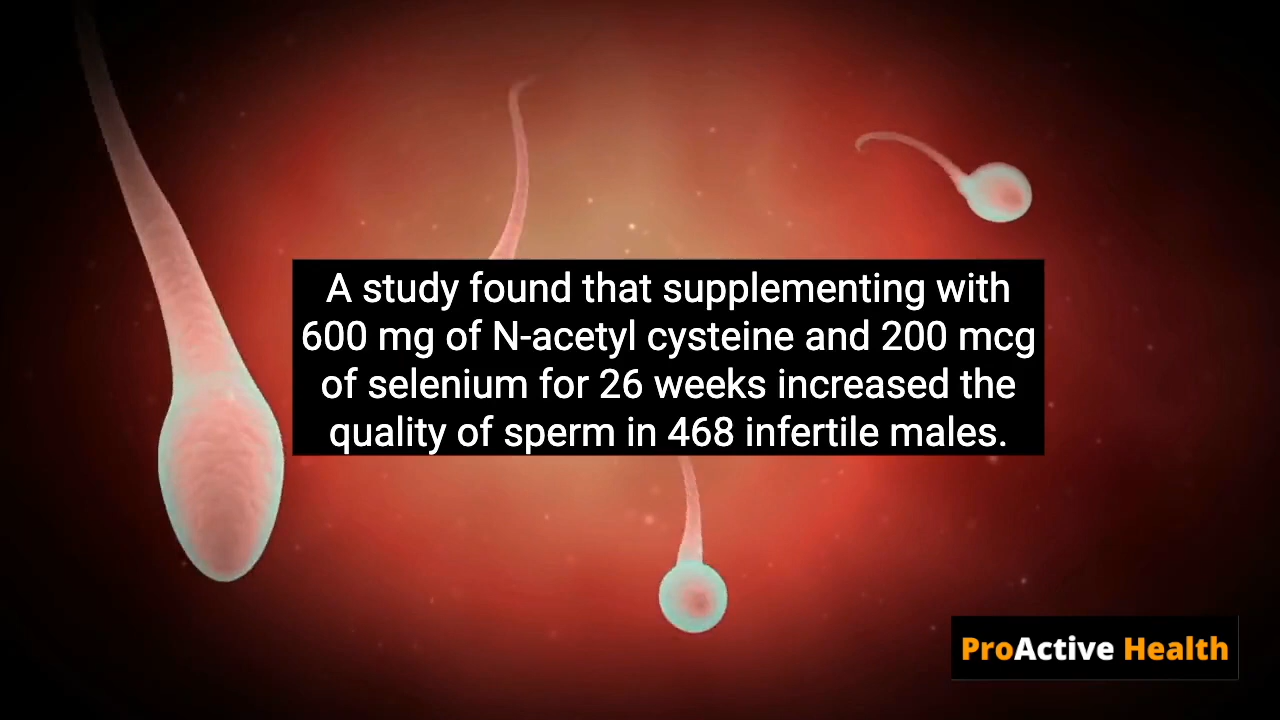 A study found that supplementing with
600 mg of N-acetyl cysteine and 200 mcg
of selenium for 26 weeks increased the
quality of sperm in 468 infertile males.
ProActive Health